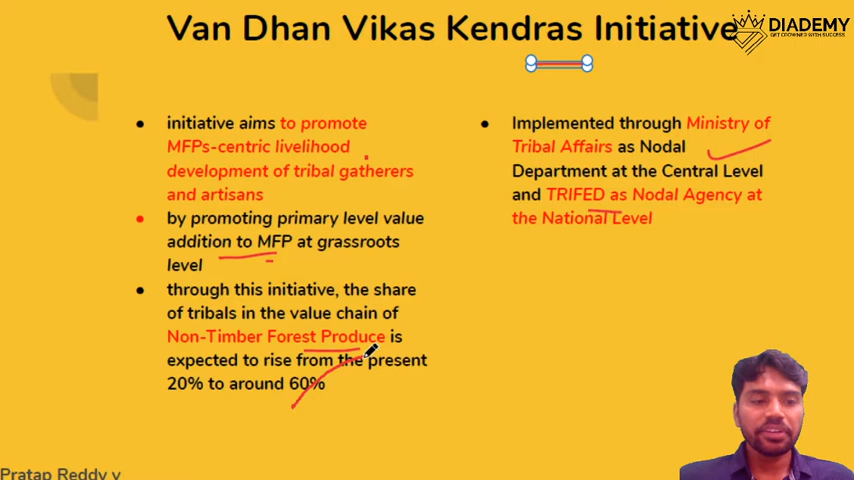 Van Dhan Vikas Kendras Initiative
DIADEMY
GET CROWNED WITH SUCCESS
initiative aims to promote
MFPs-centric livelihood
development of tribal gatherers
and artisans
by promoting primary level value
addition to MFP at grassroots
level
through this initiative, the share
of tribals in the value chain of
Non-Timber Forest Produce is
expected to rise from the present
20% to around 60%
Implemented through Ministry of
Tribal Affairs as Nodal
Department at the Central Level
and TRIFED as Nodal Agency at
the National Level
Pratap Reddy y